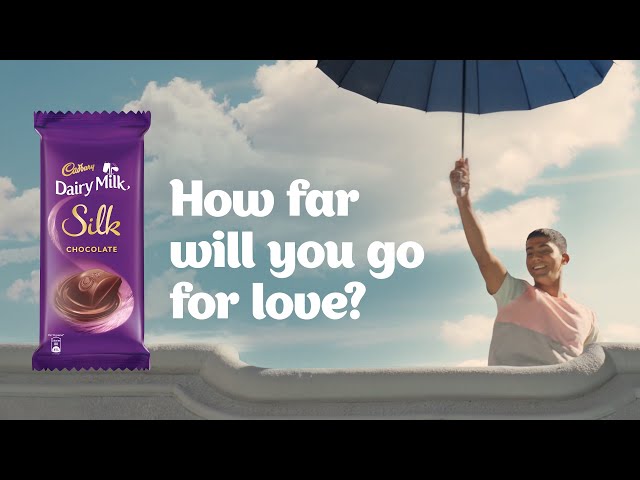 Cadbury
Dairy Milk
Silk
CHOCOLATE
How far
will you go
for love?